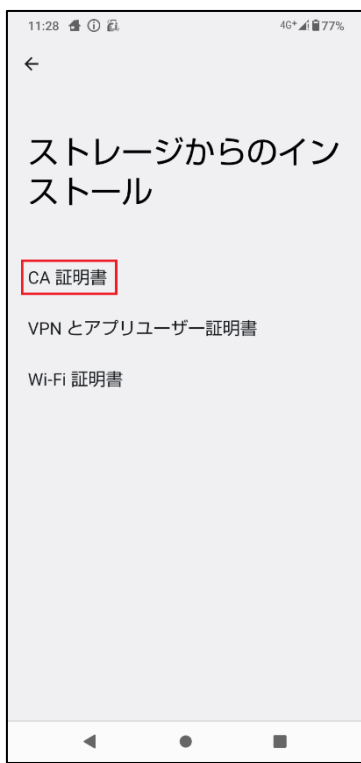 11:28 4G+ 77%
ストレージからのイン
ストール
CA 証明書
VPN とアプリユーザー証明書
Wi-Fi 証明書